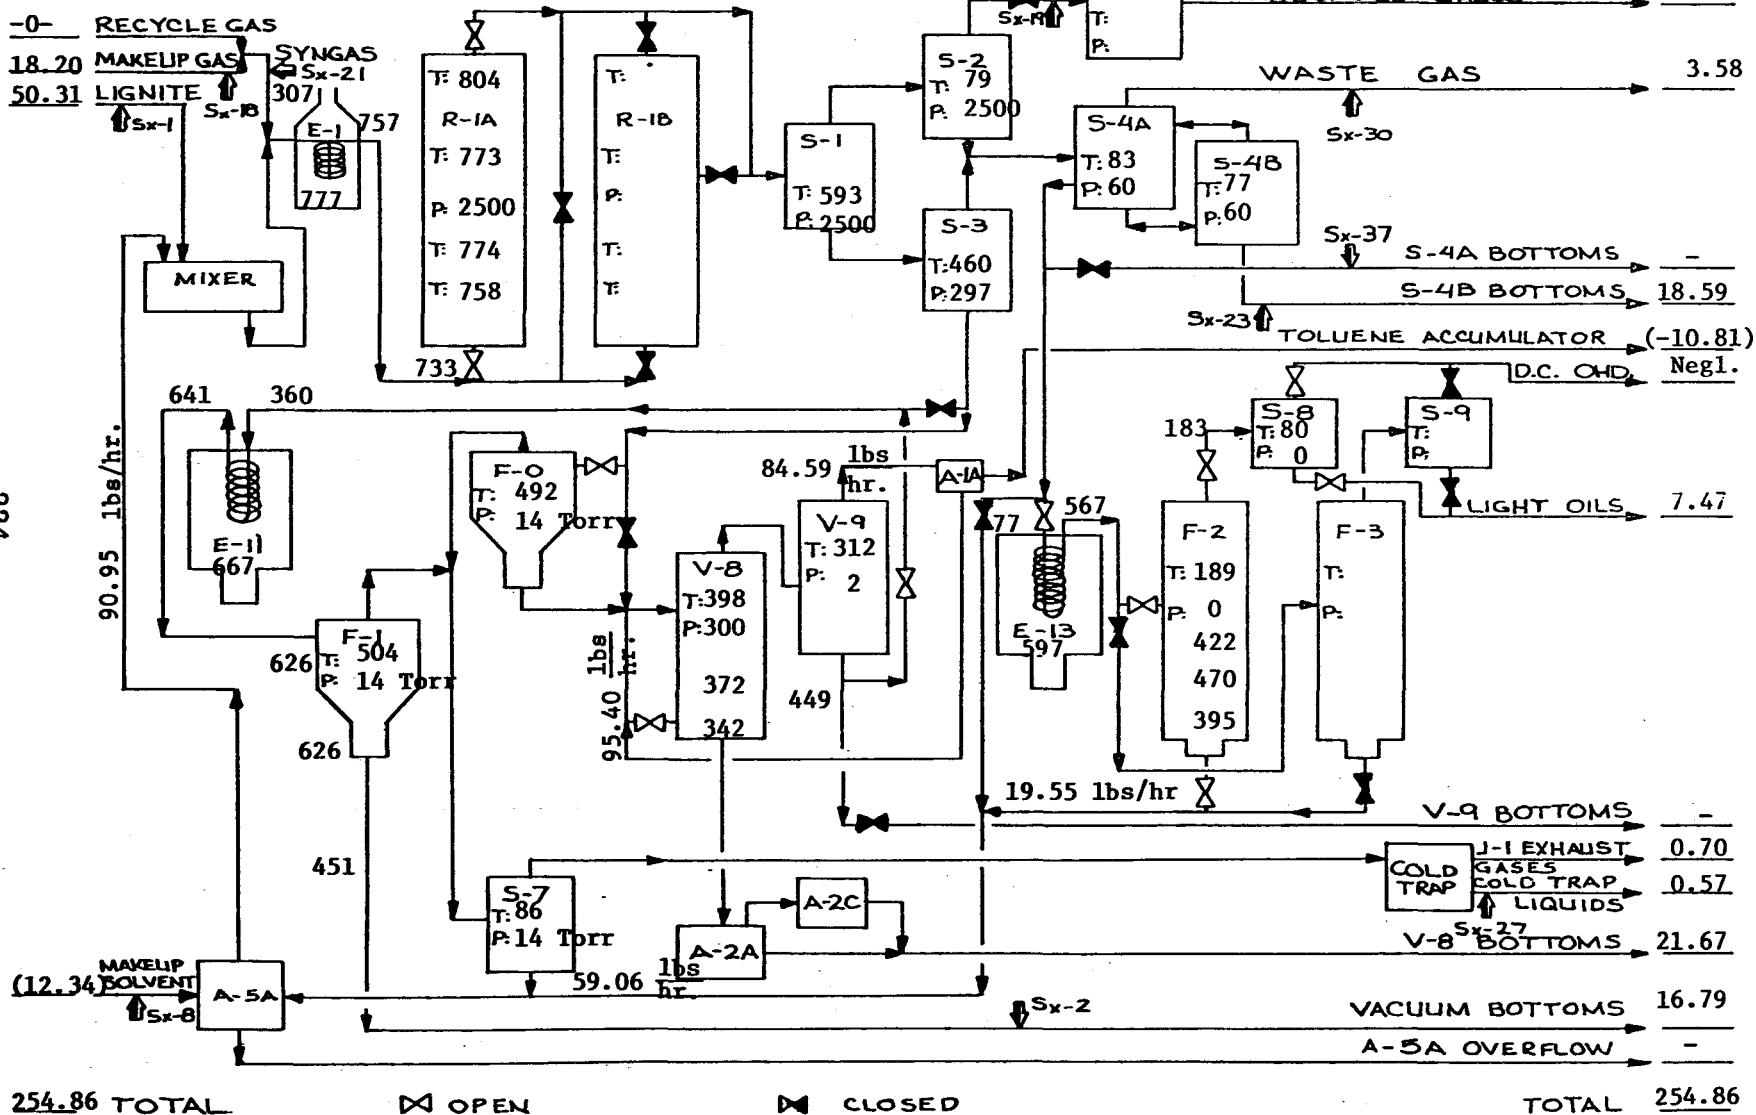 -0- RECYCLE GAS
18.20 MAKEUP GAS
50.31 LIGNITE
SYNGAS
Sx-21
Sx-18
Sx-1
307
E-1
757
777
MIXER
T: 804
R-1A
T: 773
P: 2500
T: 774
T: 758
733
T:
R-1B
T:
P:
T:
T:
S-1
T: 593
P: 2500
S-2
T: 79
P: 2500
Sx-19
T:
P:
S-3
T: 460
P: 297
S-4A
T: 83
P: 60
S-4B
T: 77
P: 60
WASTE GAS 3.58
Sx-30
Sx-37
S-4A BOTTOMS -
S-4B BOTTOMS 18.59
Sx-23
TOLUENE ACCUMULATOR (-10.81)
D.C. OHD. Negl.
641
360
E-11
667
90.95 lbs/hr.
F-0
T: 492
P: 14 Torr
F-1
T: 504
P: 14 Torr
626
626
451
84.59 lbs
hr.
A-1A
V-9
T: 312
P: 2
449
V-8
T: 398
P: 300
372
342
95.40 lbs
hr.
77
567
E-13
597
183
S-8
T: 80
P: 0
S-9
T:
P:
LIGHT OILS 7.47
F-2
T: 189
P: 0
422
470
395
F-3
T:
P:
19.55 lbs/hr
V-9 BOTTOMS -
COLD
TRAP
J-1 EXHAUST 0.70
GASES
COLD TRAP 0.57
LIQUIDS
Sx-27
V-8 BOTTOMS 21.67
S-7
T: 86
P: 14 Torr
A-2C
A-2A
59.06 lbs
hr.
(12.34) MAKEUP
SOLVENT
Sx-8
A-5A
Sx-2
VACUUM BOTTOMS 16.79
A-5A OVERFLOW -
254.86 TOTAL
OPEN
CLOSED
TOTAL 254.86